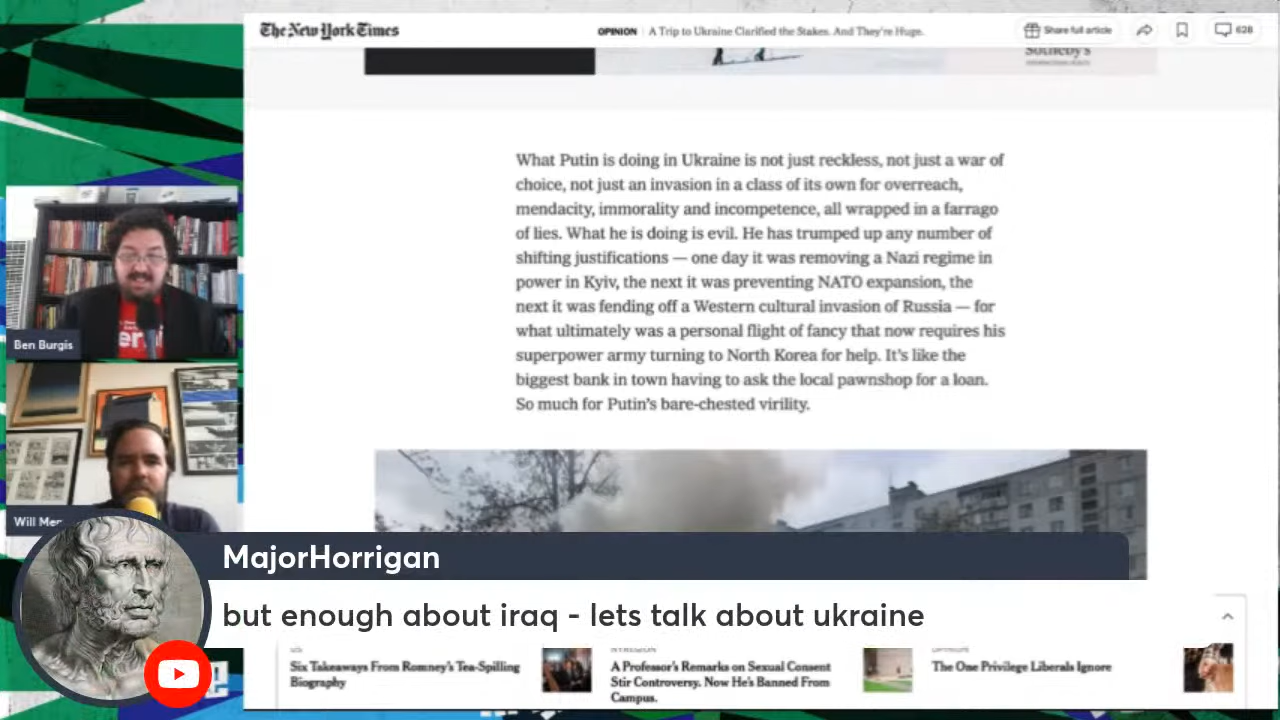 The New York Times
OPINION | A Trip to Ukraine Clarified the Stakes. And They're Huge.
Share full article
628
Sotheby's
What Putin is doing in Ukraine is not just reckless, not just a war of
choice, not just an invasion in a class of its own for overreach,
mendacity, immorality and incompetence, all wrapped in a farrago
of lies. What he is doing is evil. He has trumped up any number of
shifting justifications — one day it was removing a Nazi regime in
power in Kyiv, the next it was preventing NATO expansion, the
next it was fending off a Western cultural invasion of Russia — for
what ultimately was a personal flight of fancy that now requires his
superpower army turning to North Korea for help. It's like the
biggest bank in town having to ask the local pawnshop for a loan.
So much for Putin's bare-chested virility.
Ben Burgis
Will
MajorHorrigan
but enough about iraq - lets talk about ukraine
Six Takeaways From Romney's Tea-Spilling
Biography
A Professor's Remarks on Sexual Consent
Stir Controversy. Now He's Banned From
Campus.
The One Privilege Liberals Ignore